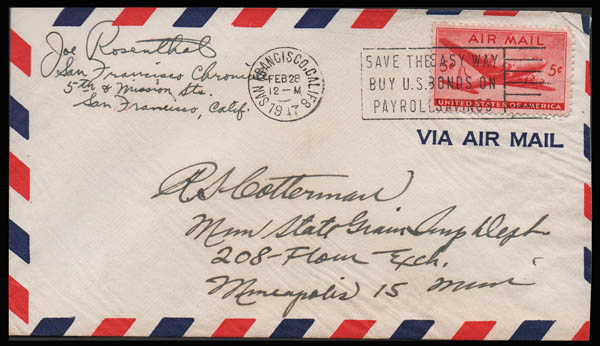 Joe Rosenthal
San Francisco Chronicle
5th & Mission Sts.
San Francisco, Calif.
SAN FRANCISCO, CALIF. 8
FEB 28
12-M
SAVE THE EASY WAY
BUY U.S. BONDS ON
PAYROLL SAVINGS
AIR MAIL
5¢
UNITED STATES OF AMERICA
VIA AIR MAIL
R S Cotterman
Minn State Grain Insp Dept.
208-Flour Exch.
Minneapolis 15 Minn